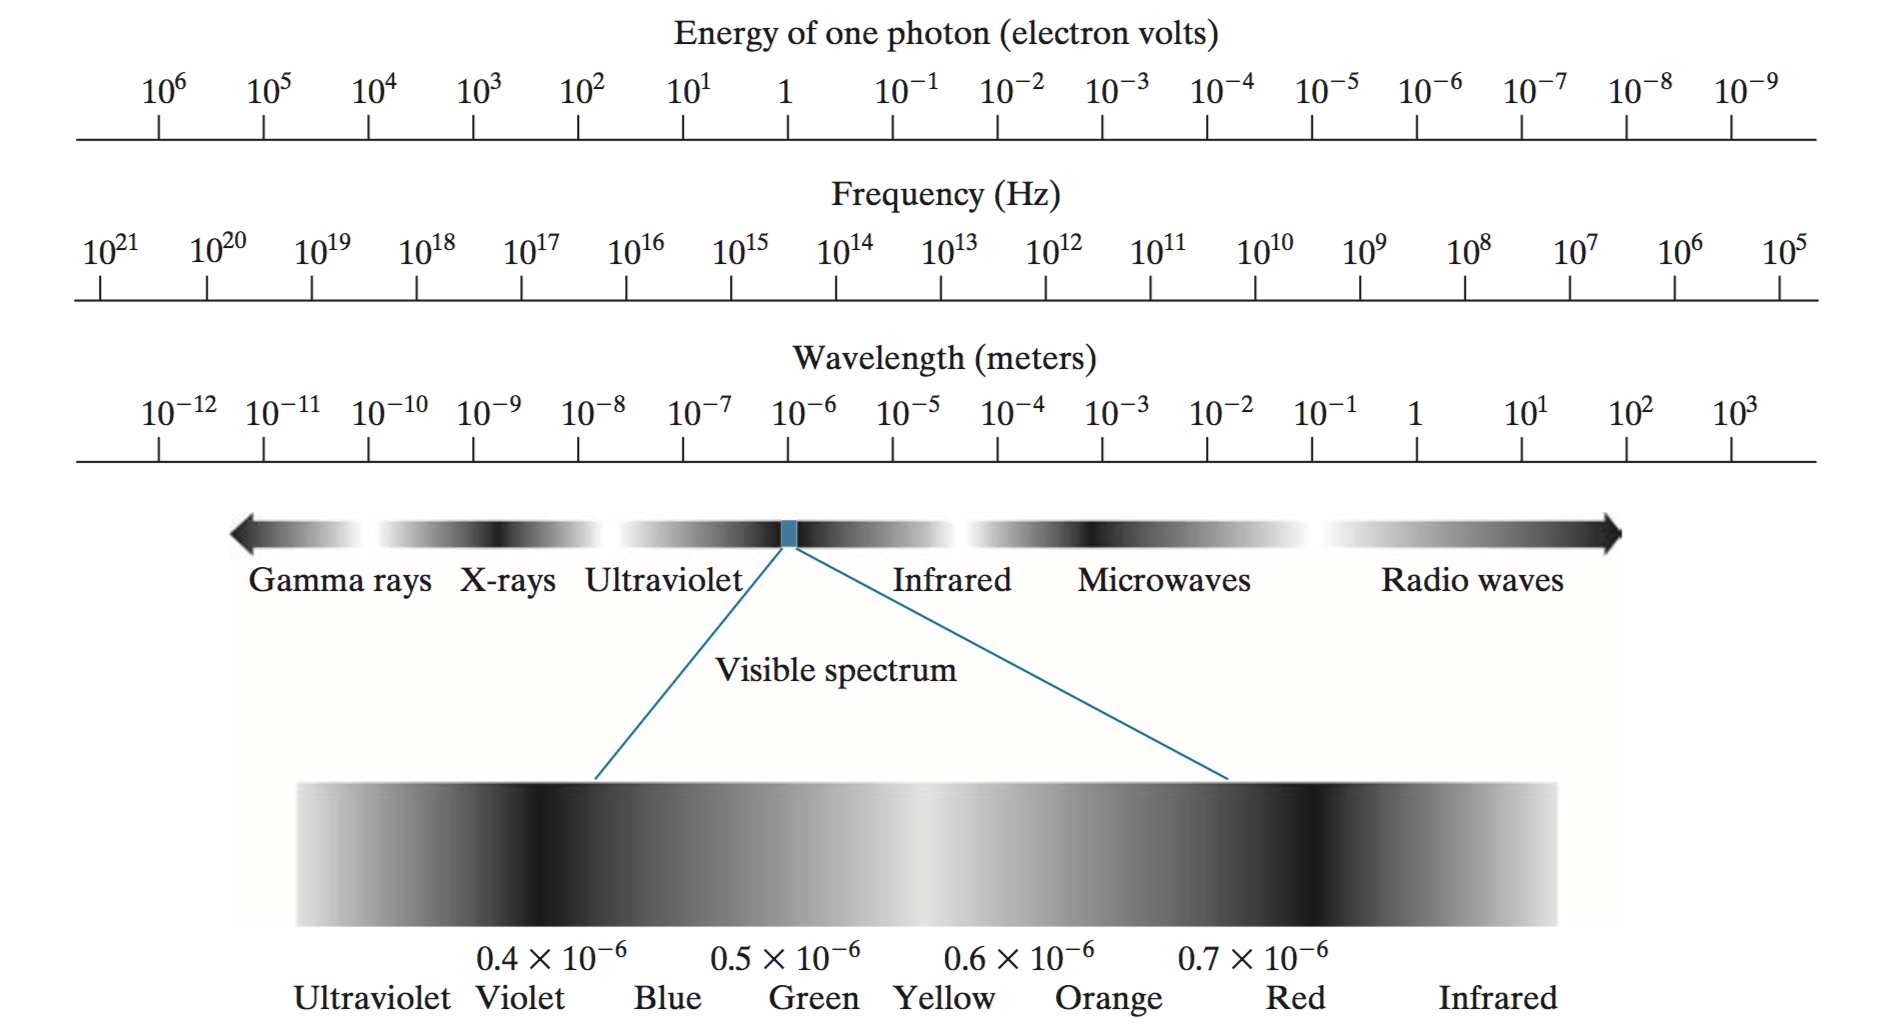 Energy of one photon (electron volts)
10⁶ 10⁵ 10⁴ 10³ 10² 10¹ 1 10⁻¹ 10⁻² 10⁻³ 10⁻⁴ 10⁻⁵ 10⁻⁶ 10⁻⁷ 10⁻⁸ 10⁻⁹
Frequency (Hz)
10²¹ 10²⁰ 10¹⁹ 10¹⁸ 10¹⁷ 10¹⁶ 10¹⁵ 10¹⁴ 10¹³ 10¹² 10¹¹ 10¹⁰ 10⁹ 10⁸ 10⁷ 10⁶ 10⁵
Wavelength (meters)
10⁻¹² 10⁻¹¹ 10⁻¹⁰ 10⁻⁹ 10⁻⁸ 10⁻⁷ 10⁻⁶ 10⁻⁵ 10⁻⁴ 10⁻³ 10⁻² 10⁻¹ 1 10¹ 10² 10³
Gamma rays X-rays Ultraviolet Infrared Microwaves Radio waves
Visible spectrum
0.4 × 10⁻⁶ 0.5 × 10⁻⁶ 0.6 × 10⁻⁶ 0.7 × 10⁻⁶
Ultraviolet Violet Blue Green Yellow Orange Red Infrared